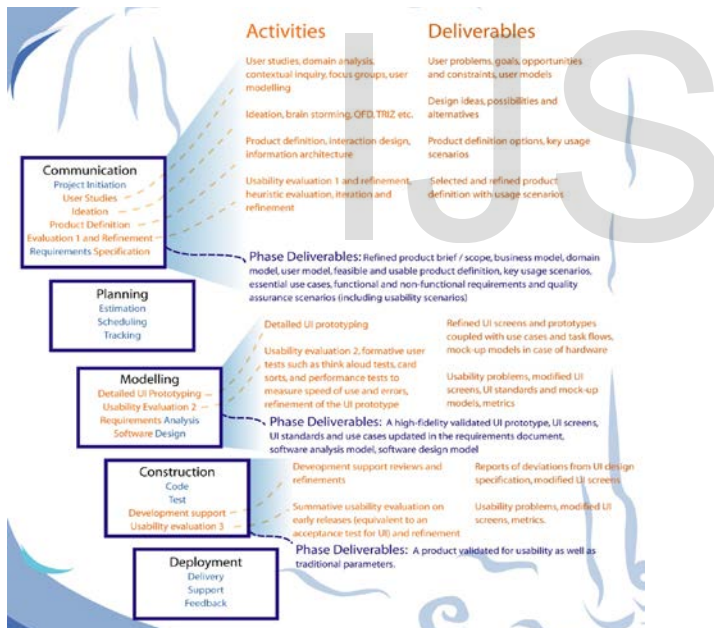 IJS
Activities
Deliverables
User studies, domain analysis,
contextual inquiry, focus groups, user
modelling
User problems, goals, opportunities
and constraints, user models
Ideation, brain storming, QFD, TRIZ etc.
Design ideas, possibilities and
alternatives
Product definition, interaction design,
information architecture
Product definition options, key usage
scenarios
Usability evaluation 1 and refinement,
heuristic evaluation, iteration and
refinement
Selected and refined product
definition with usage scenarios
Communication
Project Initiation
User Studies
Ideation
Product Definition
Evaluation 1 and Refinement
Requirements Specification
Phase Deliverables: Refined product brief / scope, business model, domain
model, user model, feasible and usable product definition, key usage scenarios,
essential use cases, functional and non-functional requirements and quality
assurance scenarios (including usability scenarios)
Planning
Estimation
Scheduling
Tracking
Detailed UI prototyping
Refined UI screens and prototypes
coupled with use cases and task flows,
mock-up models in case of hardware
Usability evaluation 2, formative user
tests such as think aloud tests, card
sorts, and performance tests to
measure speed of use and errors,
refinement of the UI prototype
Usability problems, modified UI
screens, UI standards and mock-up
models, metrics
Modelling
Detailed UI Prototyping
Usability Evaluation 2
Requirements Analysis
Software Design
Phase Deliverables: A high-fidelity validated UI prototype, UI screens,
UI standards and use cases updated in the requirements document,
software analysis model, software design model
Construction
Code
Test
Development support
Usability evaluation 3
Deveopment support reviews and
refinements
Reports of deviations from UI design
specification, modified UI screens
Summative usability evaluation on
early releases (equivalent to an
acceptance test for UI) and refinement
Usability problems, modified UI
screens, metrics.
Phase Deliverables: A product validated for usability as well as
traditional parameters.
Deployment
Delivery
Support
Feedback